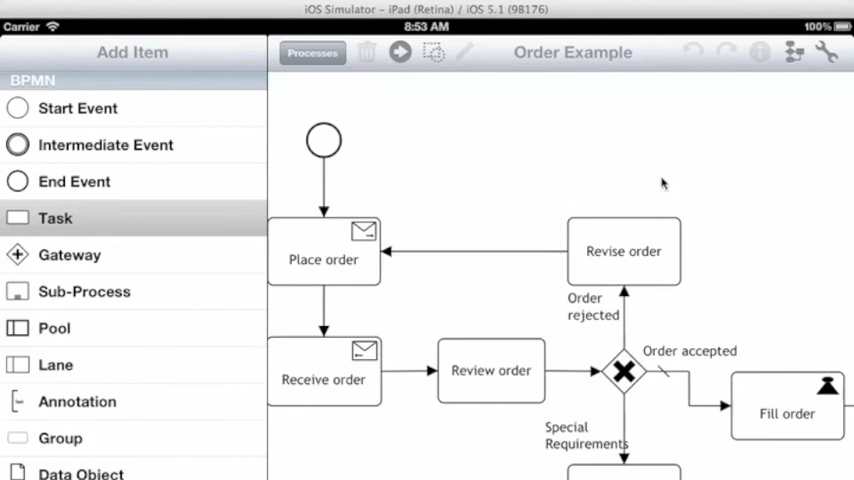 iOS Simulator - iPad (Retina) / iOS 5.1 (9B176)
Carrier
8:53 AM
100%
Add Item
Processes
Order Example
BPMN
Start Event
Intermediate Event
End Event
Task
Gateway
Sub-Process
Pool
Lane
Annotation
Group
Data Object
Place order
Revise order
Order
rejected
Receive order
Review order
Order accepted
Fill order
Special
Requirements